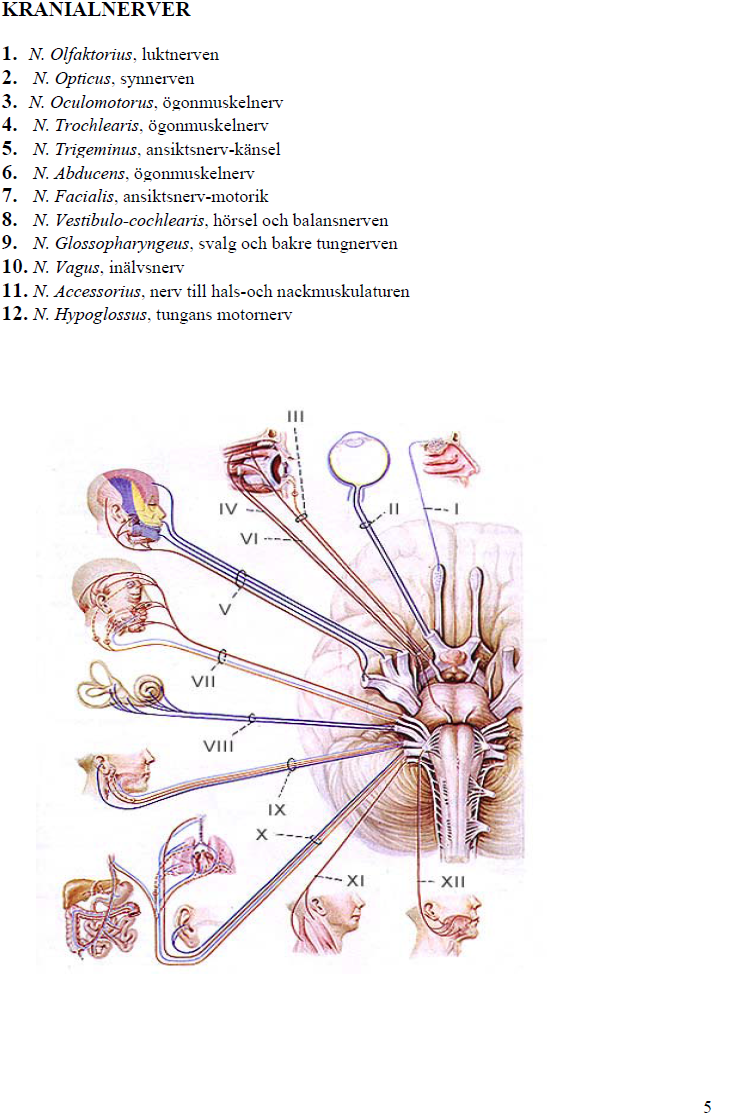 KRANIALNERVER
1. N. Olfaktorius, luktnerven
2. N. Opticus, synnerven
3. N. Oculomotorus, ögonmuskelnerv
4. N. Trochlearis, ögonmuskelnerv
5. N. Trigeminus, ansiktsnerv-känsel
6. N. Abducens, ögonmuskelnerv
7. N. Facialis, ansiktsnerv-motorik
8. N. Vestibulo-cochlearis, hörsel och balansnerven
9. N. Glossopharyngeus, svalg och bakre tungnerven
10. N. Vagus, inälvsnerv
11. N. Accessorius, nerv till hals-och nackmuskulaturen
12. N. Hypoglossus, tungans motornerv
III
IV
II
I
VI
V
VII
VIII
IX
X
XI
XII
5